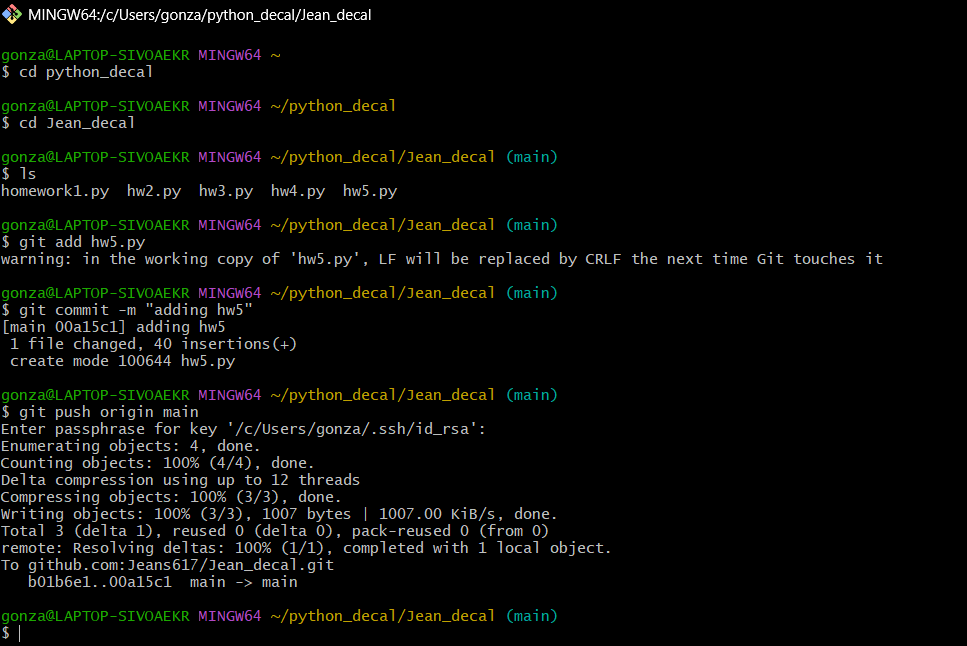 MINGW64:/c/Users/gonza/python_decal/Jean_decal
gonza@LAPTOP-SIVOAEKR MINGW64 ~
$ cd python_decal
gonza@LAPTOP-SIVOAEKR MINGW64 ~/python_decal
$ cd Jean_decal
gonza@LAPTOP-SIVOAEKR MINGW64 ~/python_decal/Jean_decal (main)
$ ls
homework1.py  hw2.py  hw3.py  hw4.py  hw5.py
gonza@LAPTOP-SIVOAEKR MINGW64 ~/python_decal/Jean_decal (main)
$ git add hw5.py
warning: in the working copy of 'hw5.py', LF will be replaced by CRLF the next time Git touches it
gonza@LAPTOP-SIVOAEKR MINGW64 ~/python_decal/Jean_decal (main)
$ git commit -m "adding hw5"
[main 00a15c1] adding hw5
 1 file changed, 40 insertions(+)
 create mode 100644 hw5.py
gonza@LAPTOP-SIVOAEKR MINGW64 ~/python_decal/Jean_decal (main)
$ git push origin main
Enter passphrase for key '/c/Users/gonza/.ssh/id_rsa':
Enumerating objects: 4, done.
Counting objects: 100% (4/4), done.
Delta compression using up to 12 threads
Compressing objects: 100% (3/3), done.
Writing objects: 100% (3/3), 1007 bytes | 1007.00 KiB/s, done.
Total 3 (delta 1), reused 0 (delta 0), pack-reused 0 (from 0)
remote: Resolving deltas: 100% (1/1), completed with 1 local object.
To github.com:Jeans617/Jean_decal.git
   b01b6e1..00a15c1  main -> main
gonza@LAPTOP-SIVOAEKR MINGW64 ~/python_decal/Jean_decal (main)
$